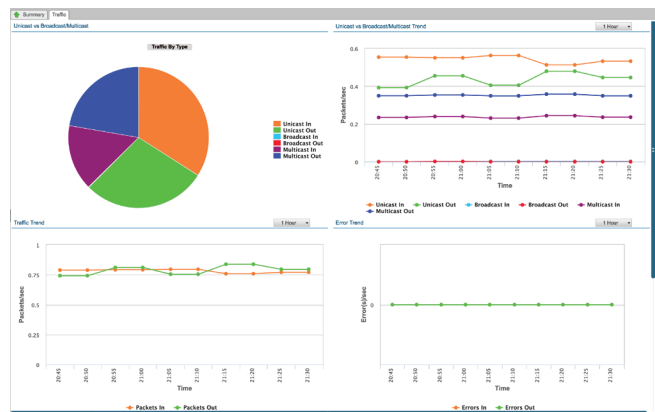 Summary Traffic
Unicast vs Broadcast/Multicast
Traffic By Type
Unicast In
Unicast Out
Broadcast In
Broadcast Out
Multicast In
Multicast Out
Unicast vs Broadcast/Multicast Trend
1 Hour
Packets/sec
0.6
0.4
0.2
0
20:45 20:50 20:55 21:00 21:05 21:10 21:15 21:20 21:25 21:30
Time
Unicast In Unicast Out Broadcast In Broadcast Out Multicast In
Multicast Out
Traffic Trend
1 Hour
Packets/sec
1
0.75
0.5
0.25
0
20:45 20:50 20:55 21:00 21:05 21:10 21:15 21:20 21:25 21:30
Time
Packets In Packets Out
Error Trend
1 Hour
Error(s)/sec
0
20:45 20:50 20:55 21:00 21:05 21:10 21:15 21:20 21:25 21:30
Time
Errors In Errors Out